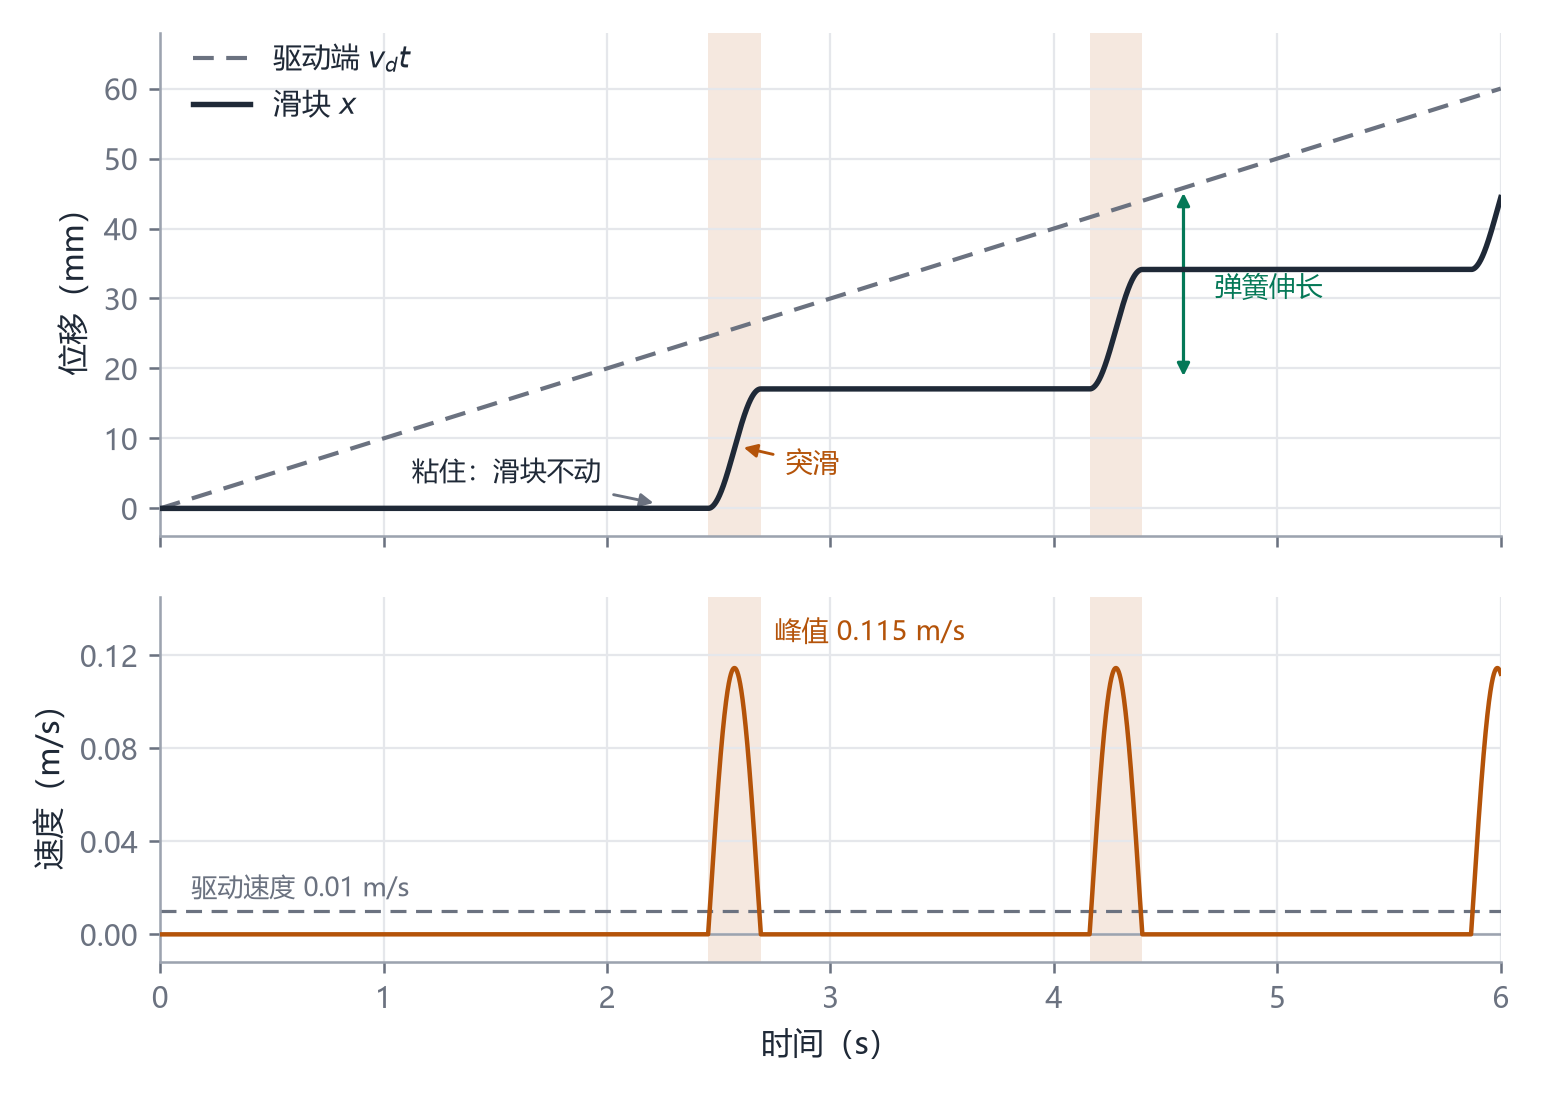 驱动端 v_d t
滑块 x
60
50
40
30
20
10
0
位移（mm）
弹簧伸长
突滑
粘住：滑块不动
峰值 0.115 m/s
0.12
0.08
0.04
0.00
速度（m/s）
驱动速度 0.01 m/s
0 1 2 3 4 5 6
时间（s）